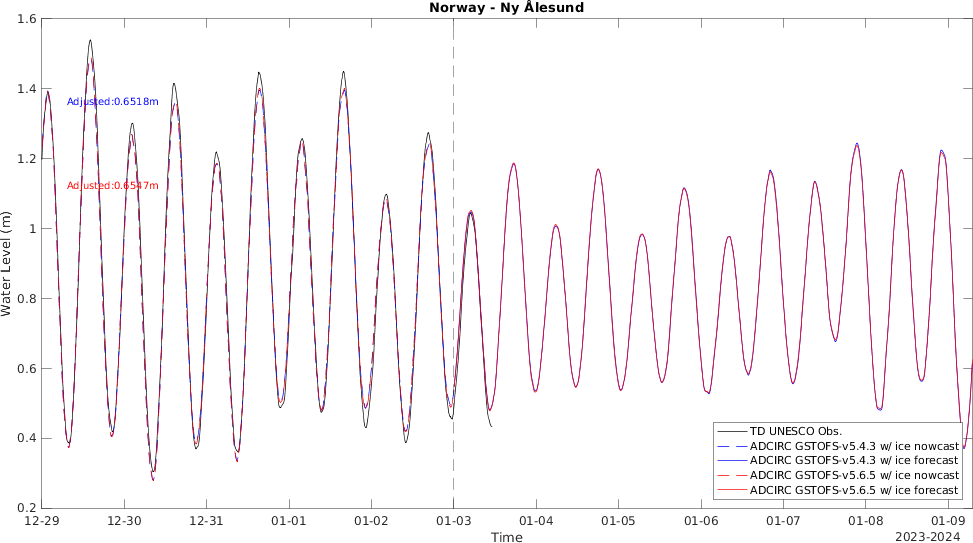 Norway - Ny Ålesund
1.6
1.4
1.2
1
0.8
0.6
0.4
0.2
Water Level (m)
Adjusted:0.6518m
Adjusted:0.6547m
TD UNESCO Obs.
ADCIRC GSTOFS-v5.4.3 w/ ice nowcast
ADCIRC GSTOFS-v5.4.3 w/ ice forecast
ADCIRC GSTOFS-v5.6.5 w/ ice nowcast
ADCIRC GSTOFS-v5.6.5 w/ ice forecast
12-29 12-30 12-31 01-01 01-02 01-03 01-04 01-05 01-06 01-07 01-08 01-09
Time
2023-2024